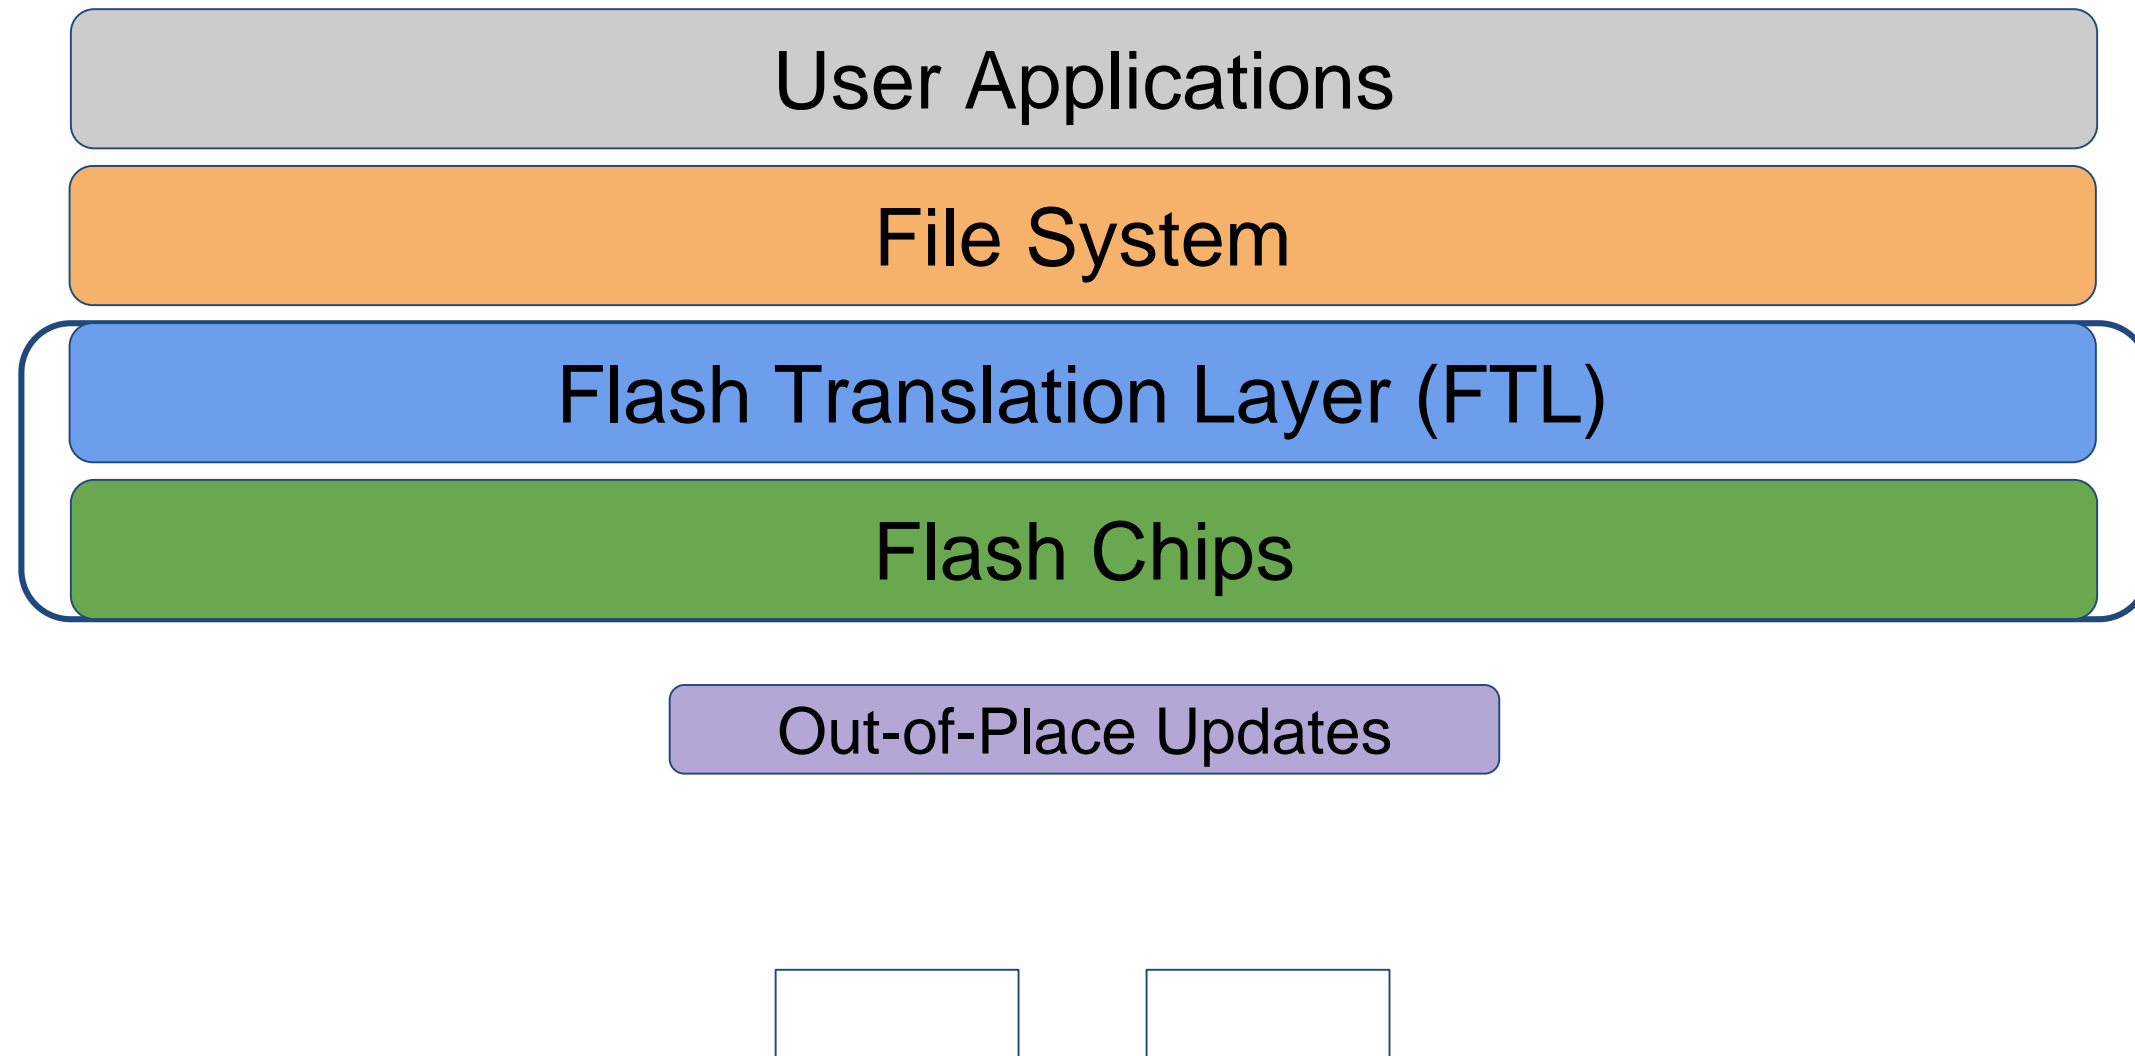 User Applications
File System
Flash Translation Layer (FTL)
Flash Chips
Out-of-Place Updates